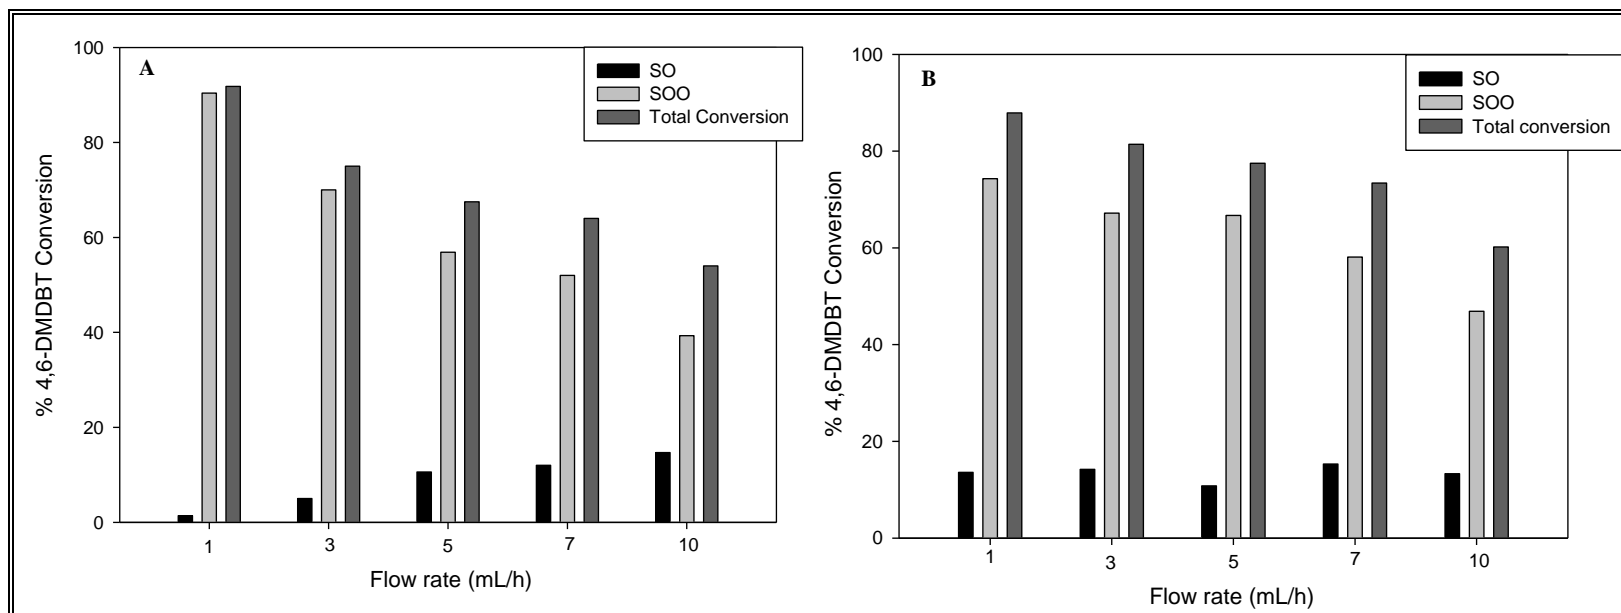 A
SO
SOO
Total Conversion
% 4,6-DMDBT Conversion
100
80
60
40
20
0
1 3 5 7 10
Flow rate (mL/h)
B
SO
SOO
Total conversion
% 4,6-DMDBT Conversion
100
80
60
40
20
0
1 3 5 7 10
Flow rate (mL/h)